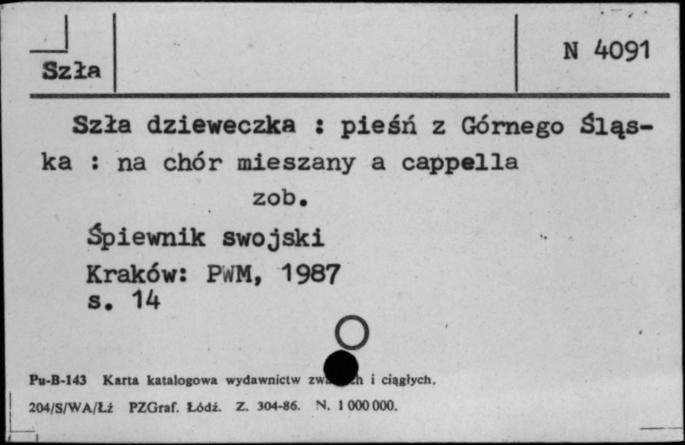 Szła
N 4091
Szła dzieweczka : pieśń z Górnego Śląs-
ka : na chór mieszany a cappella
zob.
Śpiewnik swojski
Kraków: PWM, 1987
s. 14
Pu-B-143 Karta katalogowa wydawnictw i ciągłych.
204/S/WA/Łź PZGraf. Łódź. Z. 304-86. N. 1 000 000.